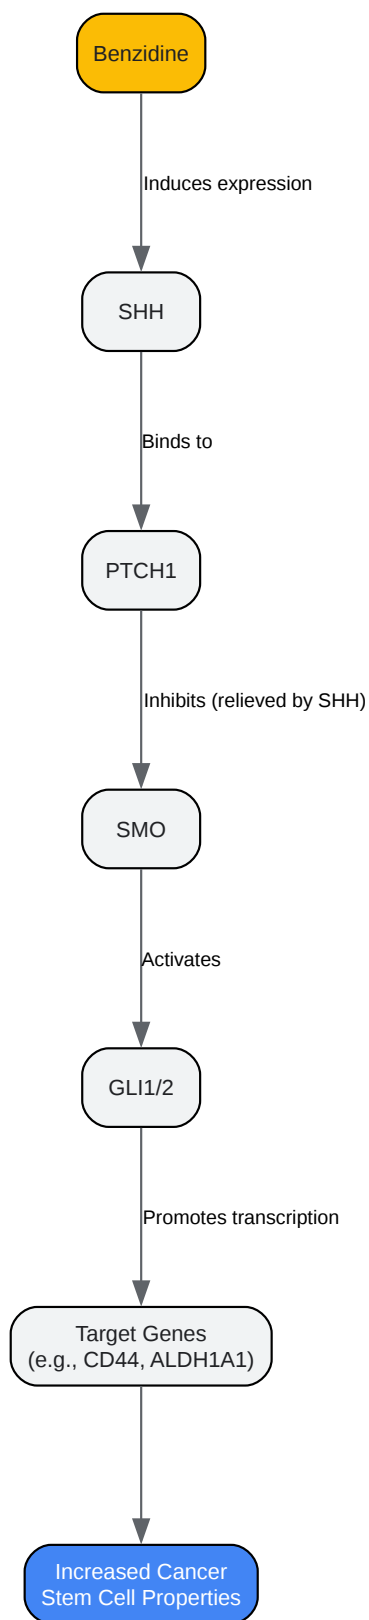 Benzidine
Induces expression
SHH
Binds to
PTCH1
Inhibits (relieved by SHH)
SMO
Activates
GLI1/2
Promotes transcription
Target Genes
(e.g., CD44, ALDH1A1)
Increased Cancer
Stem Cell Properties